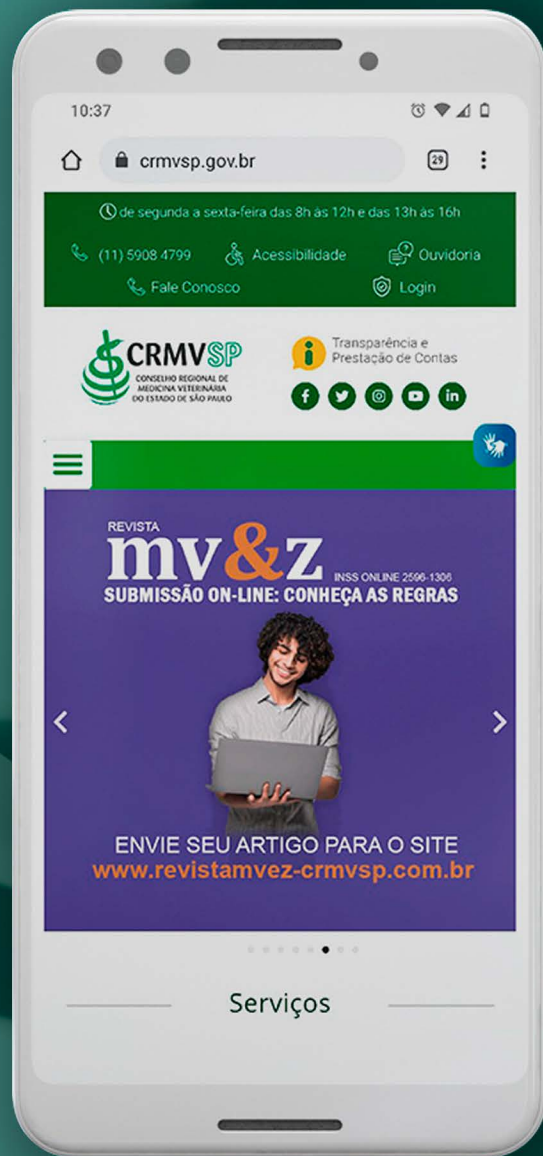 10:37
crmvsp.gov.br
29
de segunda a sexta-feira das 8h às 12h e das 13h às 16h
(11) 5908 4799
Acessibilidade
Ouvidoria
Fale Conosco
Login
CRMVSP
CONSELHO REGIONAL DE
MEDICINA VETERINÁRIA
DO ESTADO DE SÃO PAULO
Transparência e
Prestação de Contas
REVISTA
mv&z
INSS ONLINE 2596-1306
SUBMISSÃO ON-LINE: CONHEÇA AS REGRAS
ENVIE SEU ARTIGO PARA O SITE
www.revistamvez-crmvsp.com.br
Serviços